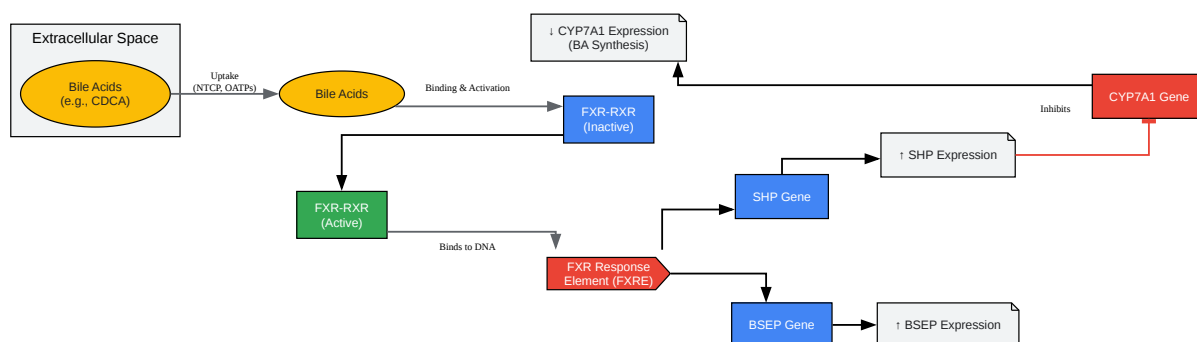 Extracellular Space
Bile Acids
(e.g., CDCA)
Uptake
(NTCP, OATPs)
Bile Acids
Binding & Activation
FXR-RXR
(Inactive)
↓ CYP7A1 Expression
(BA Synthesis)
CYP7A1 Gene
Inhibits
↑ SHP Expression
SHP Gene
FXR-RXR
(Active)
Binds to DNA
FXR Response
Element (FXRE)
BSEP Gene
↑ BSEP Expression